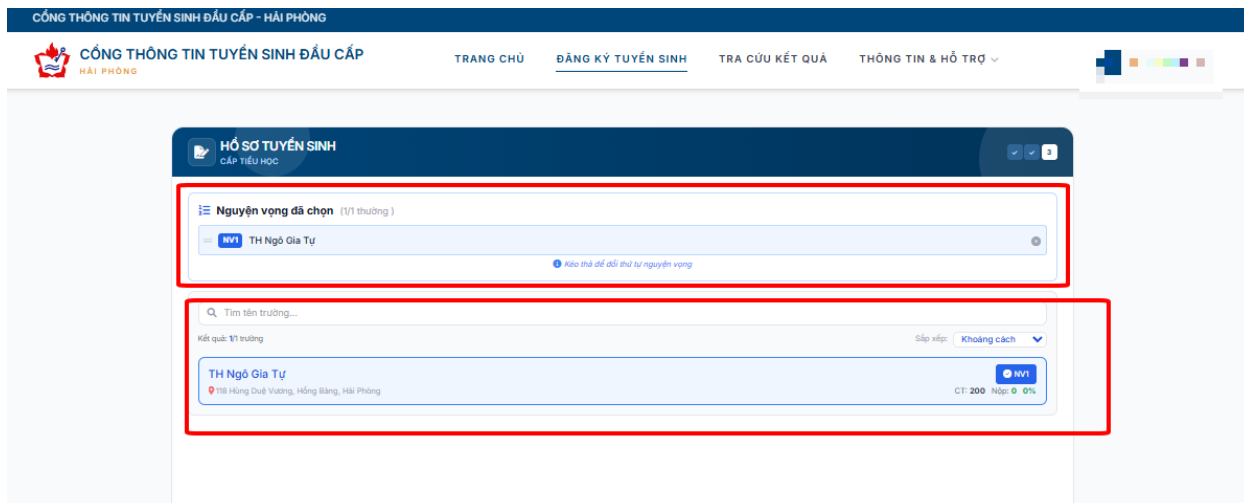 CỔNG THÔNG TIN TUYỂN SINH ĐẦU CẤP - HẢI PHÒNG
CỔNG THÔNG TIN TUYỂN SINH ĐẦU CẤP
HẢI PHÒNG
TRANG CHỦ ĐĂNG KÝ TUYỂN SINH TRA CỨU KẾT QUẢ THÔNG TIN & HỖ TRỢ
HỒ SƠ TUYỂN SINH
CẤP TIỂU HỌC
3
Nguyện vọng đã chọn (1/1 thường )
NV1 TH Ngô Gia Tự
Kéo thả để đổi thứ tự nguyện vọng
Tìm tên trường...
Kết quả: 1/1 trường
Sắp xếp: Khoảng cách
TH Ngô Gia Tự
NV1
118 Hùng Duệ Vương, Hồng Bàng, Hải Phòng
CT: 200 Nộp: 0 0%